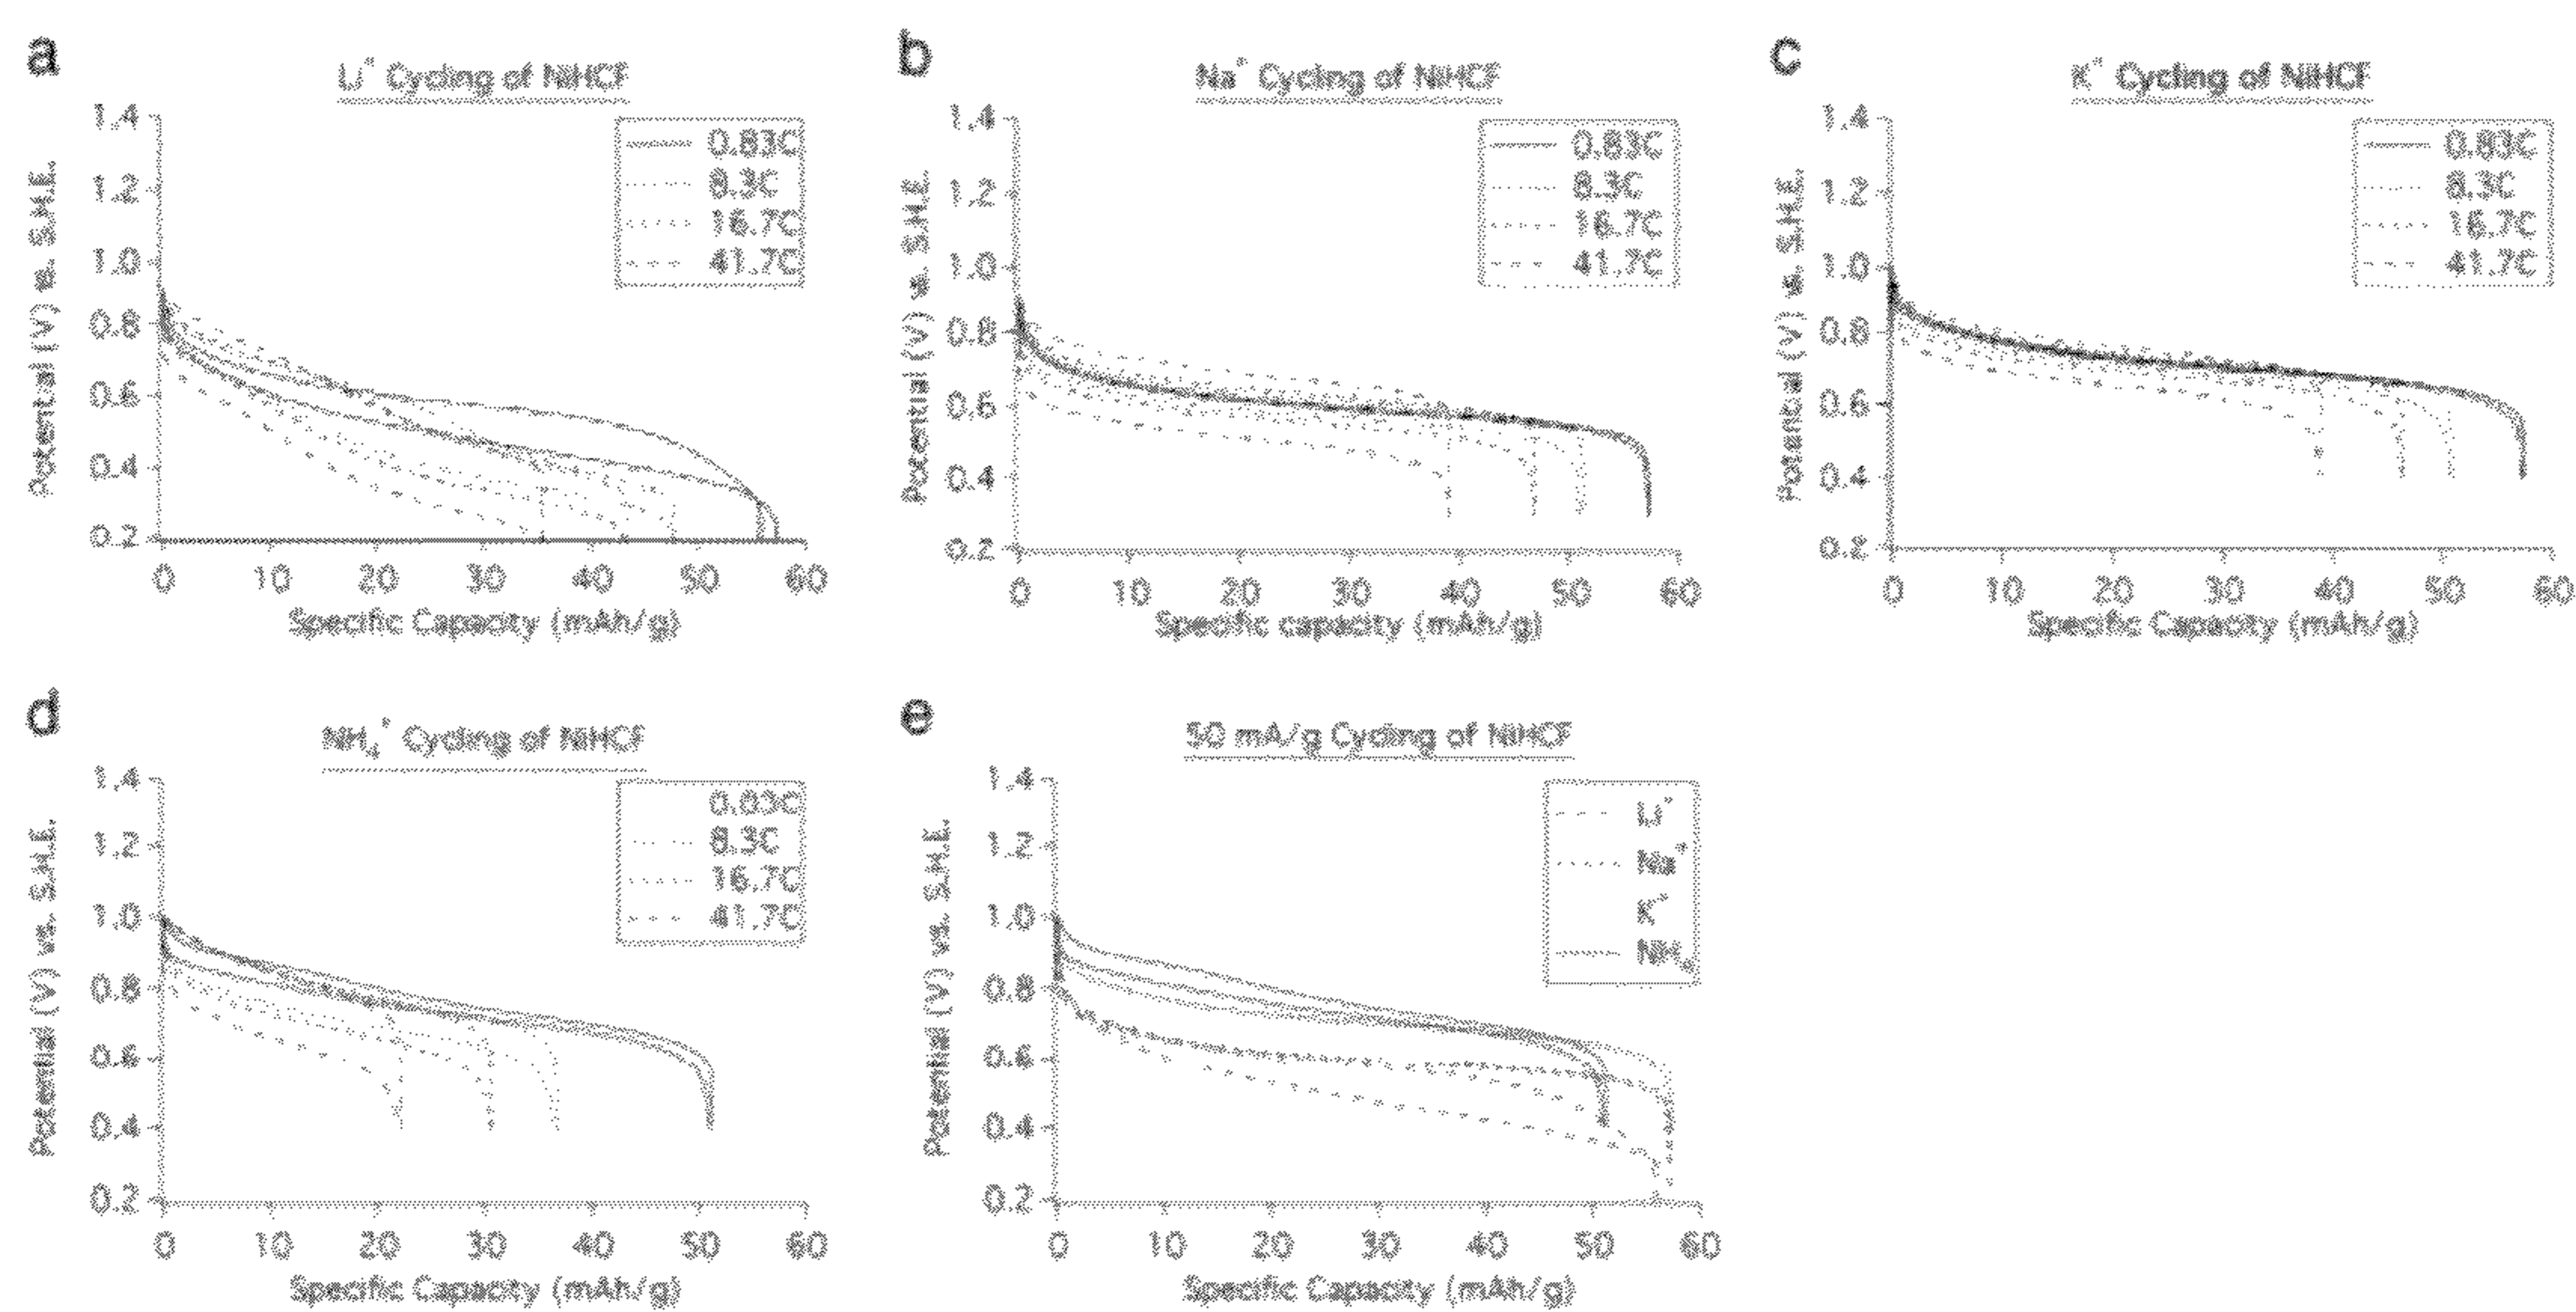 a
Li⁺ Cycling of NiHCF
1.4
1.2
1.0
0.8
0.6
0.4
0.2
Potential (V) vs. S.H.E.
0.83C
8.3C
16.7C
41.7C
0 10 20 30 40 50 60
Specific Capacity (mAh/g)
b
Na⁺ Cycling of NiHCF
1.4
1.2
1.0
0.8
0.6
0.4
0.2
Potential (V) vs. S.H.E.
0.83C
8.3C
16.7C
41.7C
0 10 20 30 40 50 60
Specific capacity (mAh/g)
c
K⁺ Cycling of NiHCF
1.4
1.2
1.0
0.8
0.6
0.4
0.2
Potential (V) vs. S.H.E.
0.83C
8.3C
16.7C
41.7C
0 10 20 30 40 50 60
Specific Capacity (mAh/g)
d
NH₄⁺ Cycling of NiHCF
1.4
1.2
1.0
0.8
0.6
0.4
0.2
Potential (V) vs. S.H.E.
0.83C
8.3C
16.7C
41.7C
0 10 20 30 40 50 60
Specific Capacity (mAh/g)
e
50 mA/g Cycling of NiHCF
1.4
1.2
1.0
0.8
0.6
0.4
0.2
Potential (V) vs. S.H.E.
Li⁺
Na⁺
K⁺
NH₄
0 10 20 30 40 50 60
Specific Capacity (mAh/g)